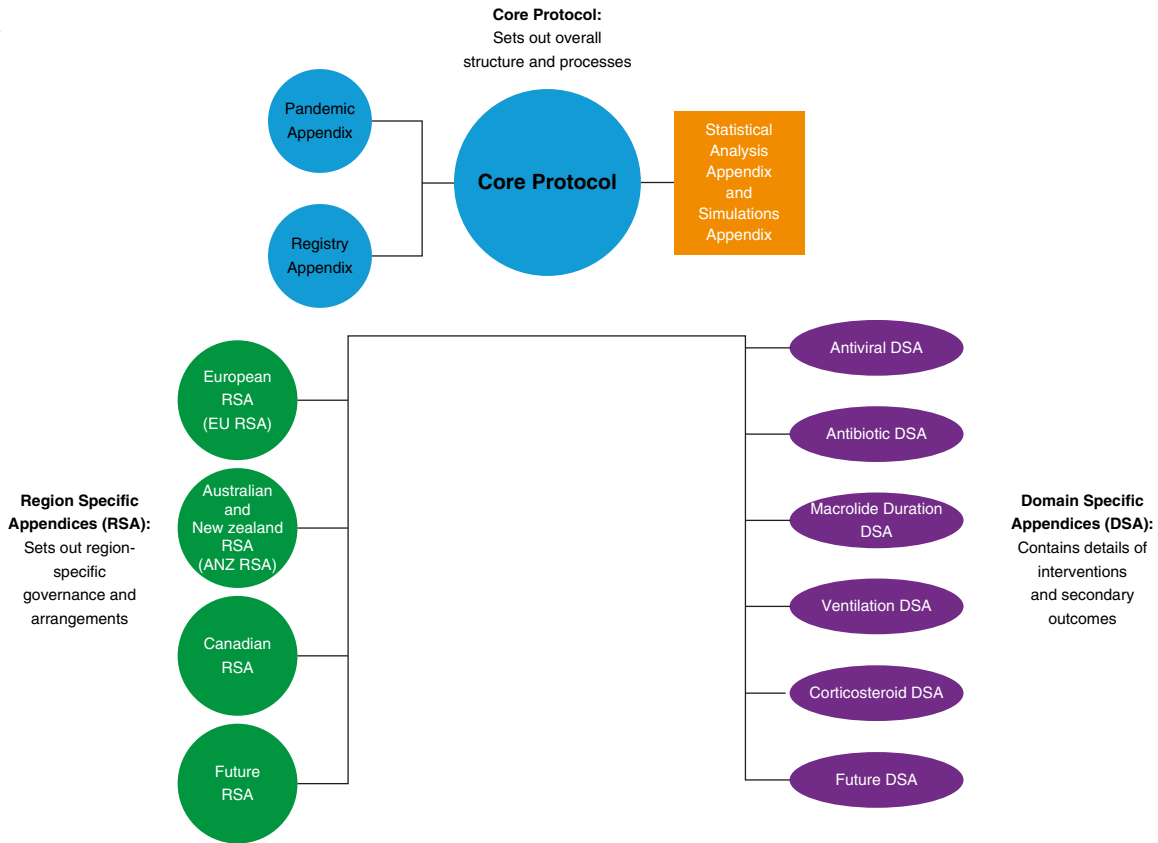 Core Protocol:
Sets out overall
structure and processes
Pandemic
Appendix
Registry
Appendix
Core Protocol
Statistical
Analysis
Appendix
and
Simulations
Appendix
Region Specific
Appendices (RSA):
Sets out region-
specific
governance and
arrangements
European
RSA
(EU RSA)
Australian
and
New zealand
RSA
(ANZ RSA)
Canadian
RSA
Future
RSA
Antiviral DSA
Antibiotic DSA
Macrolide Duration
DSA
Ventilation DSA
Corticosteroid DSA
Future DSA
Domain Specific
Appendices (DSA):
Contains details of
interventions
and secondary
outcomes